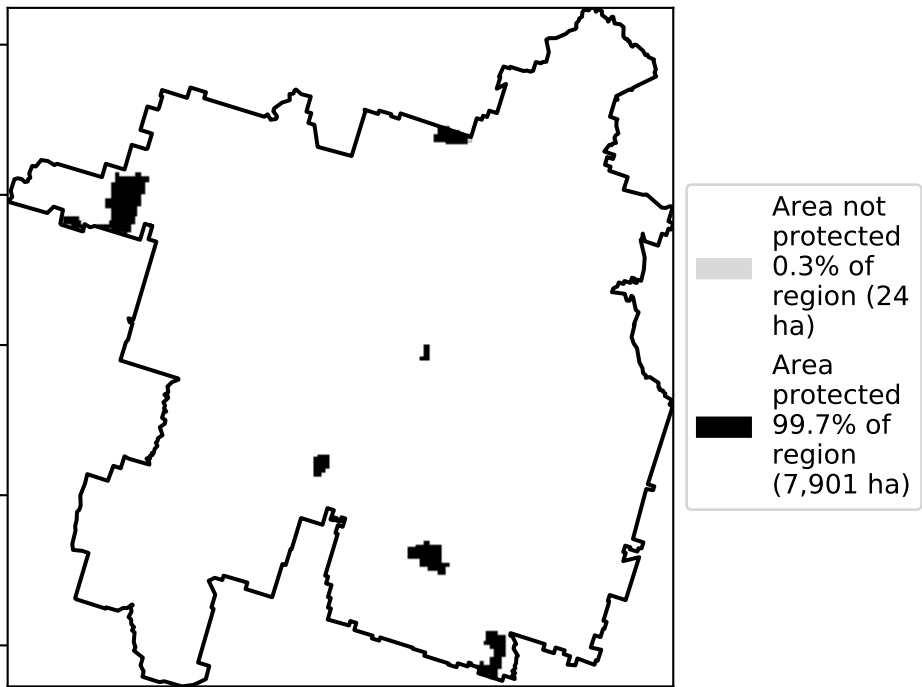 Area not
protected
0.3% of
region (24
ha)
Area
protected
99.7% of
region
(7,901 ha)